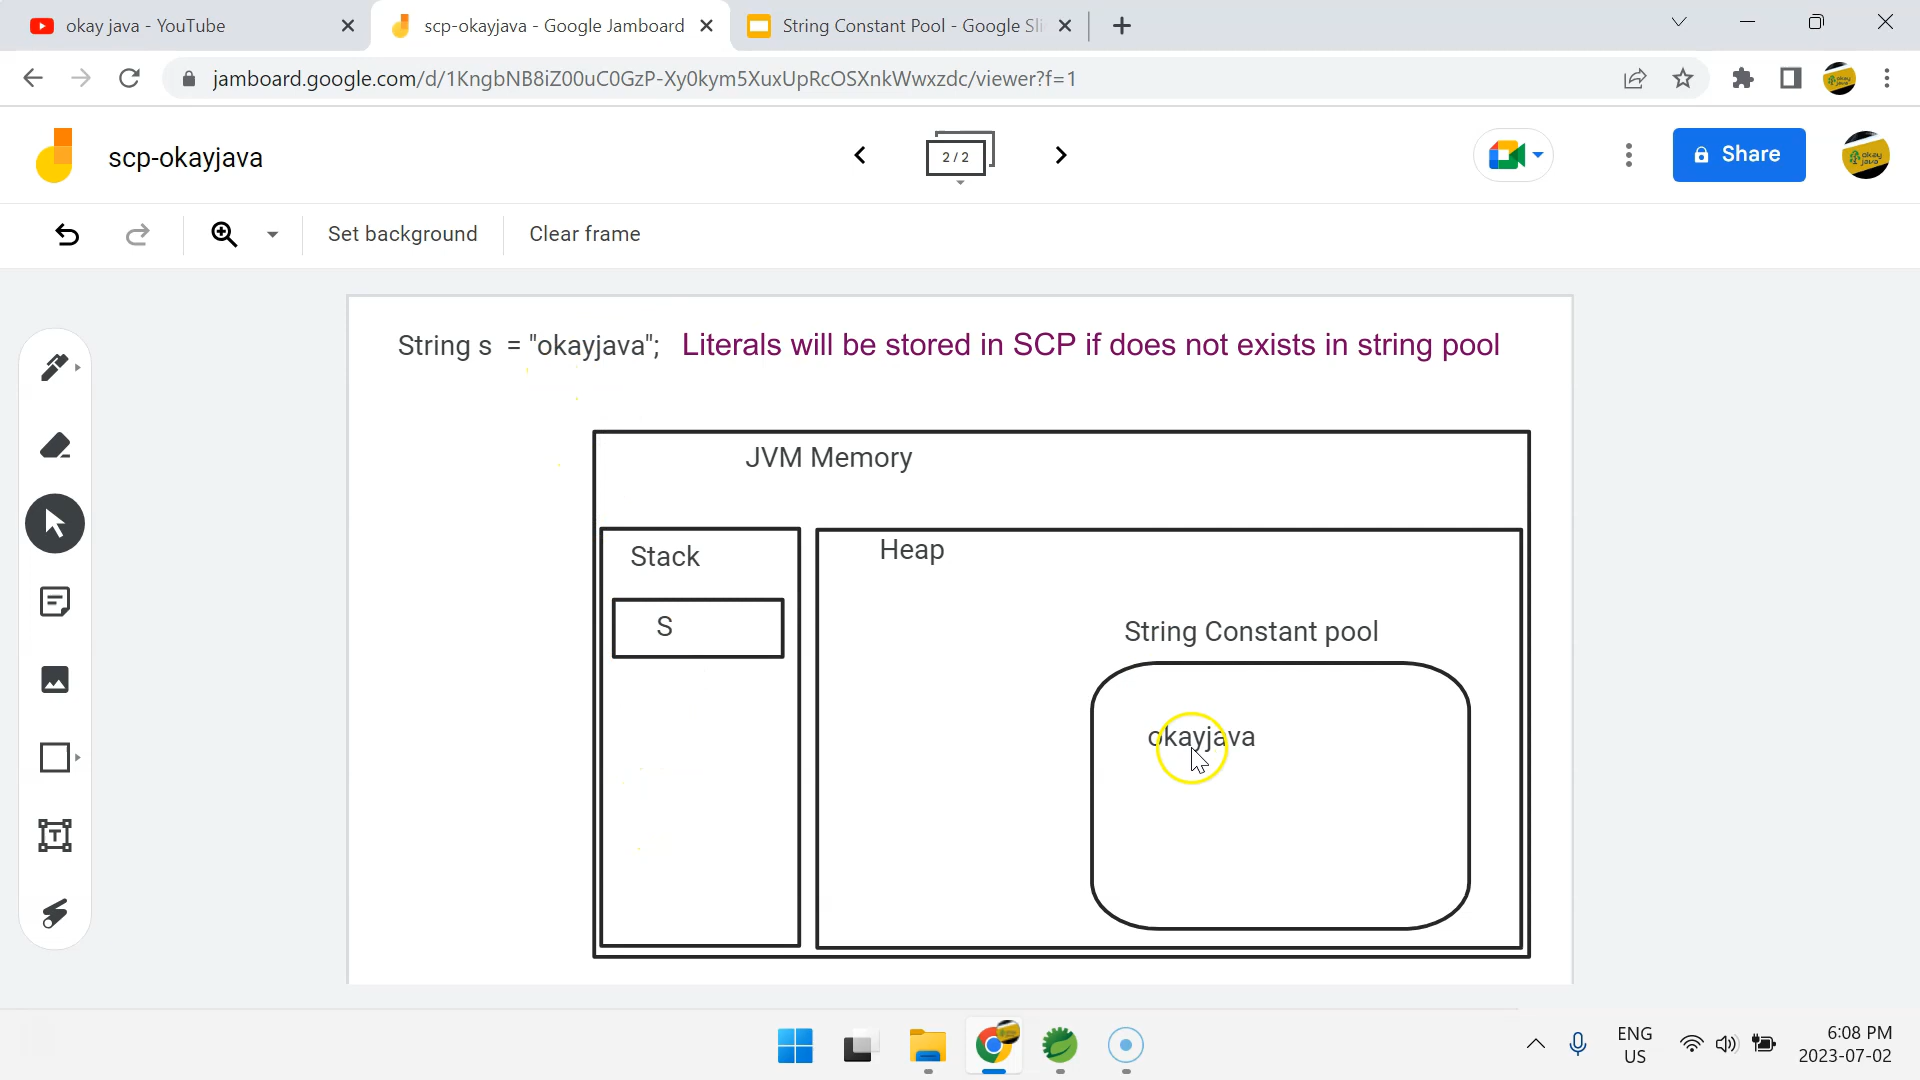 okay java - YouTube
scp-okayjava - Google Jamboard
String Constant Pool - Google Sli
jamboard.google.com/d/1KngbNB8iZ00uC0GzP-Xy0kym5XuxUpRcOSXnkWwxzdc/viewer?f=1
scp-okayjava
2 / 2
Share
okay java
Set background
Clear frame
String s = "okayjava"; Literals will be stored in SCP if does not exists in string pool
JVM Memory
Stack
Heap
S
String Constant pool
okayjava
ENG
US
6:08 PM
2023-07-02